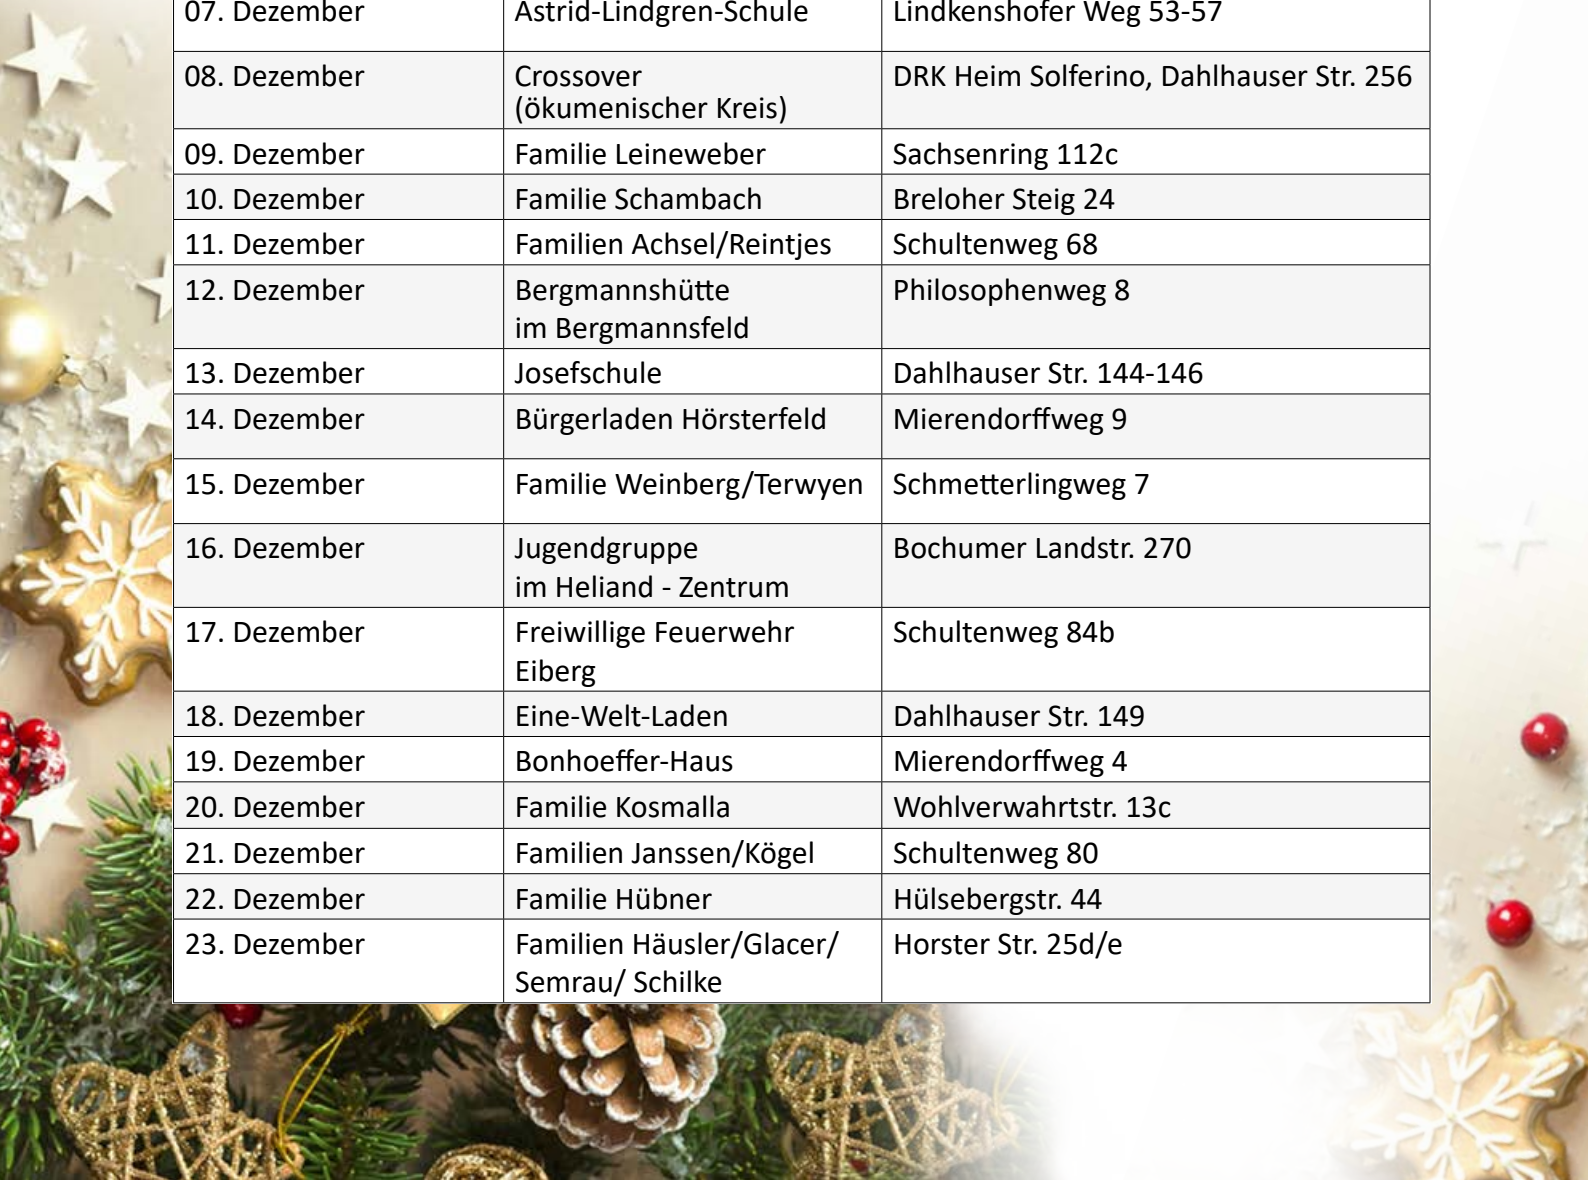 07. Dezember Astrid-Lindgren-Schule Lindkenshofer Weg 53-57
08. Dezember Crossover DRK Heim Solferino, Dahlhauser Str. 256
(ökumenischer Kreis)
09. Dezember Familie Leineweber Sachsenring 112c
10. Dezember Familie Schambach Breloher Steig 24
11. Dezember Familien Achsel/Reintjes Schultenweg 68
12. Dezember Bergmannshütte Philosophenweg 8
im Bergmannsfeld
13. Dezember Josefschule Dahlhauser Str. 144-146
14. Dezember Bürgerladen Hörsterfeld Mierendorffweg 9
15. Dezember Familie Weinberg/Terwyen Schmetterlingweg 7
16. Dezember Jugendgruppe Bochumer Landstr. 270
im Heliand - Zentrum
17. Dezember Freiwillige Feuerwehr Schultenweg 84b
Eiberg
18. Dezember Eine-Welt-Laden Dahlhauser Str. 149
19. Dezember Bonhoeffer-Haus Mierendorffweg 4
20. Dezember Familie Kosmalla Wohlverwahrtstr. 13c
21. Dezember Familien Janssen/Kögel Schultenweg 80
22. Dezember Familie Hübner Hülsebergstr. 44
23. Dezember Familien Häusler/Glacer/ Horster Str. 25d/e
Semrau/ Schilke